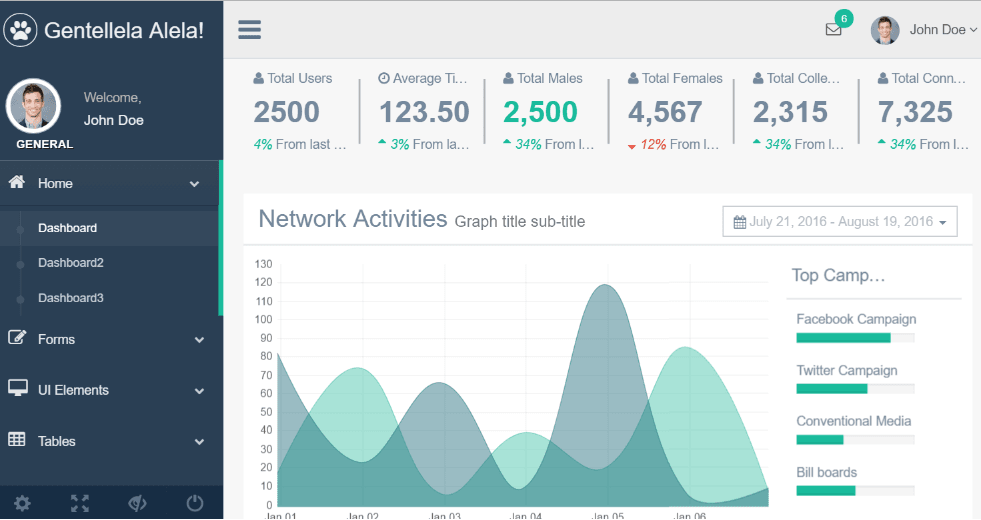 Gentellela Alela!
Welcome,
John Doe
GENERAL
Home
Dashboard
Dashboard2
Dashboard3
Forms
UI Elements
Tables
6
John Doe
Total Users
2500
4% From last ...
Average Ti...
123.50
3% From la...
Total Males
2,500
34% From l...
Total Females
4,567
12% From l...
Total Colle...
2,315
34% From l...
Total Conn...
7,325
34% From l...
Network Activities Graph title sub-title
July 21, 2016 - August 19, 2016
130
120
110
100
90
80
70
60
50
40
30
20
10
0
Jan 01 Jan 02 Jan 03 Jan 04 Jan 05 Jan 06
Top Camp...
Facebook Campaign
Twitter Campaign
Conventional Media
Bill boards